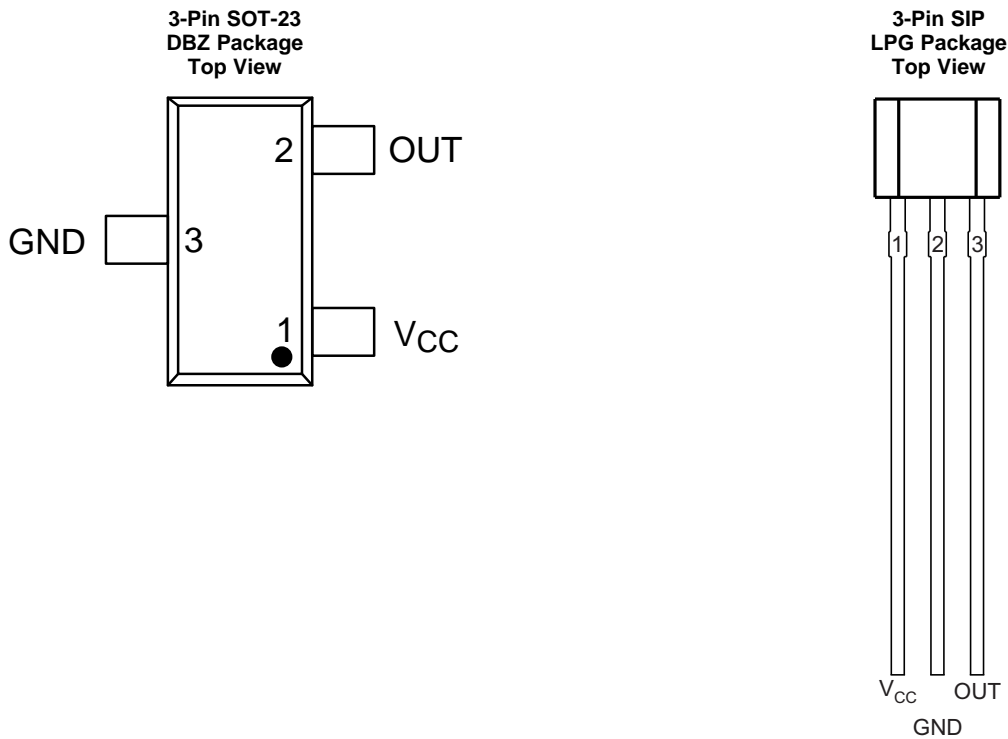 3-Pin SOT-23
DBZ Package
Top View
2
OUT
GND
3
1
VCC
3-Pin SIP
LPG Package
Top View
1
2
3
VCC
OUT
GND